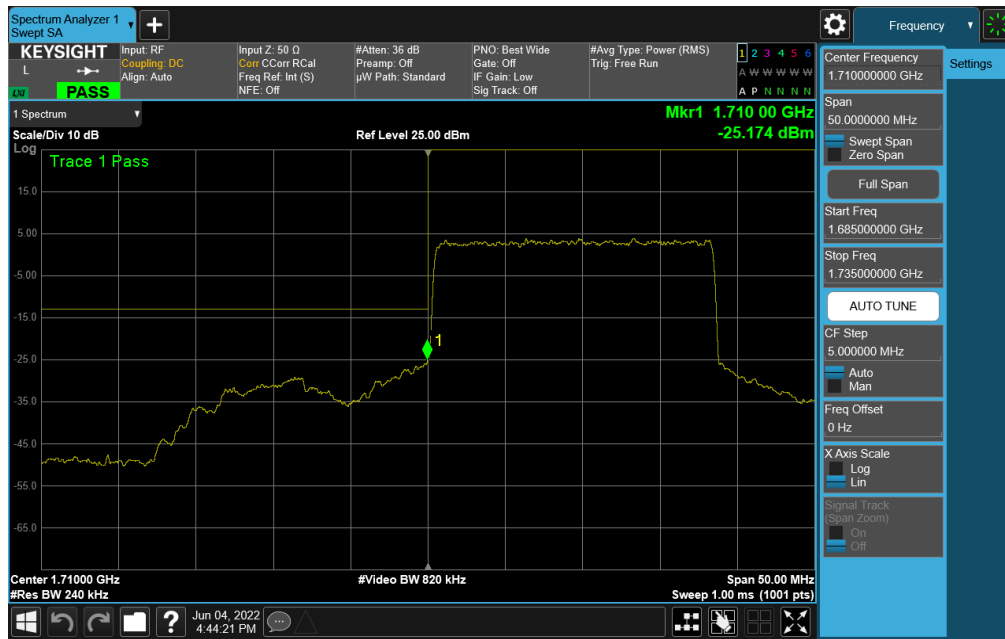 Spectrum Analyzer 1
Swept SA
Frequency
KEYSIGHT
L
LXI
PASS
Input: RF
Coupling: DC
Align: Auto
Input Z: 50 Ω
Corr CCorr RCal
Freq Ref: Int (S)
NFE: Off
#Atten: 36 dB
Preamp: Off
µW Path: Standard
PNO: Best Wide
Gate: Off
IF Gain: Low
Sig Track: Off
#Avg Type: Power (RMS)
Trig: Free Run
1 2 3 4 5 6
A W W W W W
A P N N N N
1 Spectrum
Mkr1 1.710 00 GHz
Scale/Div 10 dB
Ref Level 25.00 dBm
-25.174 dBm
Log
Trace 1 Pass
15.0
5.00
-5.00
-15.0
-25.0
-35.0
-45.0
-55.0
-65.0
1
Center 1.71000 GHz
#Video BW 820 kHz
Span 50.00 MHz
#Res BW 240 kHz
Sweep 1.00 ms (1001 pts)
Center Frequency
1.710000000 GHz
Settings
Span
50.0000000 MHz
Swept Span
Zero Span
Full Span
Start Freq
1.685000000 GHz
Stop Freq
1.735000000 GHz
AUTO TUNE
CF Step
5.000000 MHz
Auto
Man
Freq Offset
0 Hz
X Axis Scale
Log
Lin
Signal Track
(Span Zoom)
On
Off
?
Jun 04, 2022
4:44:21 PM